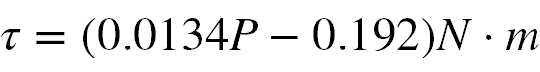 τ = (0.0134P − 0.192)N · m